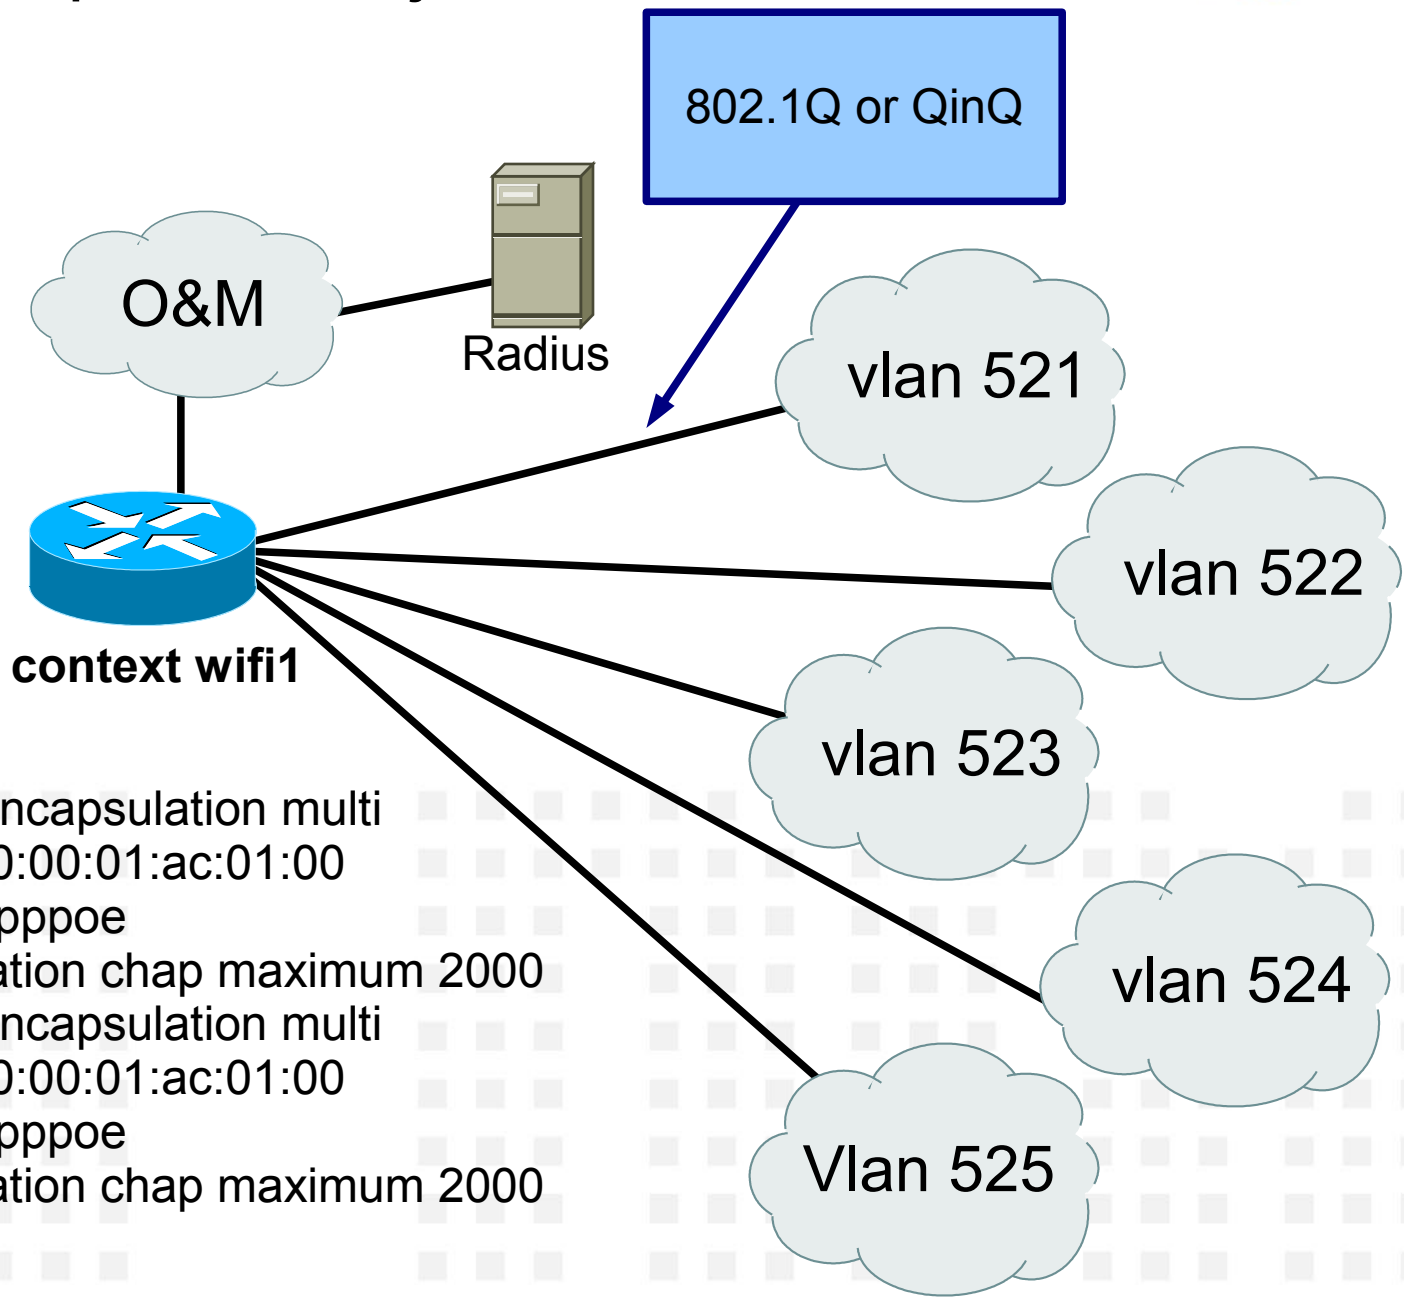 802.1Q or QinQ
O&M
Radius
vlan 521
vlan 522
context wifi1
vlan 523
ncapsulation multi
0:00:01:ac:01:00
pppoe
ation chap maximum 2000
ncapsulation multi
0:00:01:ac:01:00
pppoe
ation chap maximum 2000
vlan 524
Vlan 525